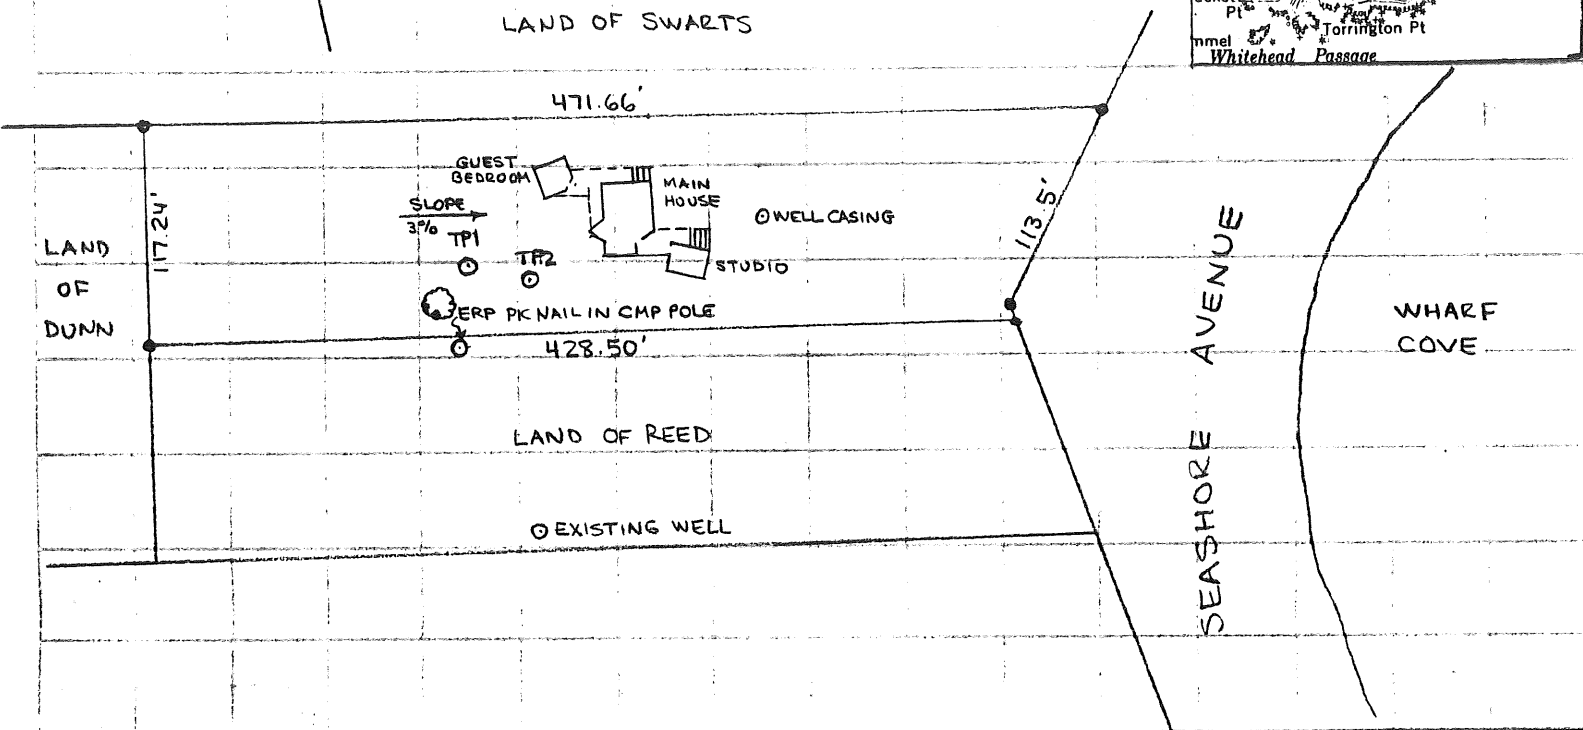 LAND OF SWARTS
Pt
Torrington Pt
Whitehead Passage
471.66'
GUEST
BEDROOM
MAIN
HOUSE
SLOPE
3%
TP1
TP2
WELL CASING
STUDIO
117.24'
113.5'
LAND
OF
DUNN
ERP PK NAIL IN CMP POLE
428.50'
SEASHORE AVENUE
WHARF
COVE
LAND OF REED
EXISTING WELL